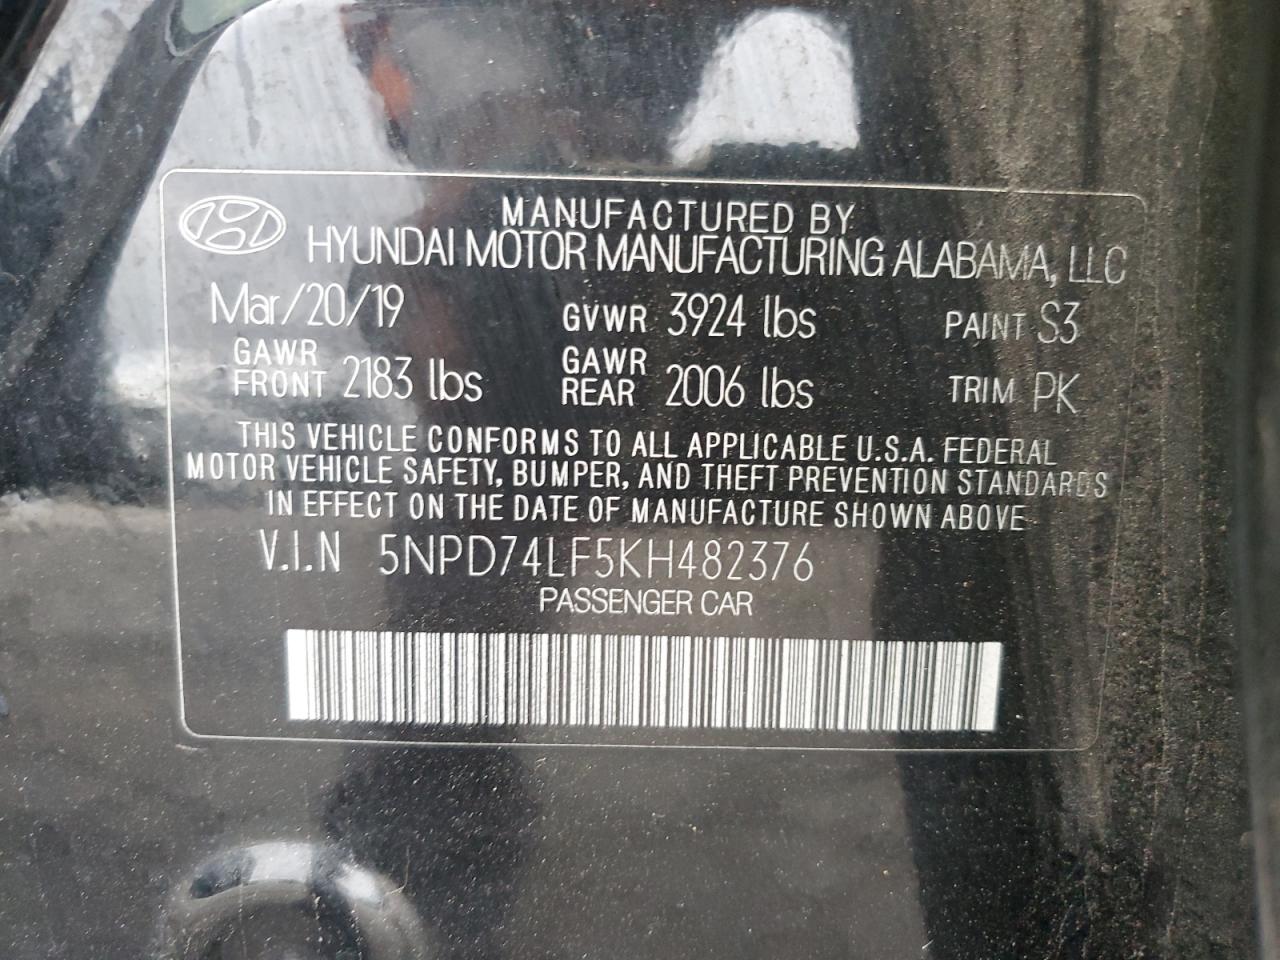 MANUFACTURED BY
HYUNDAI MOTOR MANUFACTURING ALABAMA, LLC
Mar/20/19 GVWR 3924 lbs PAINT S3
GAWR FRONT 2183 lbs GAWR REAR 2006 lbs TRIM PK
THIS VEHICLE CONFORMS TO ALL APPLICABLE U.S.A. FEDERAL
MOTOR VEHICLE SAFETY, BUMPER, AND THEFT PREVENTION STANDARDS
IN EFFECT ON THE DATE OF MANUFACTURE SHOWN ABOVE
V.I.N 5NPD74LF5KH482376
PASSENGER CAR